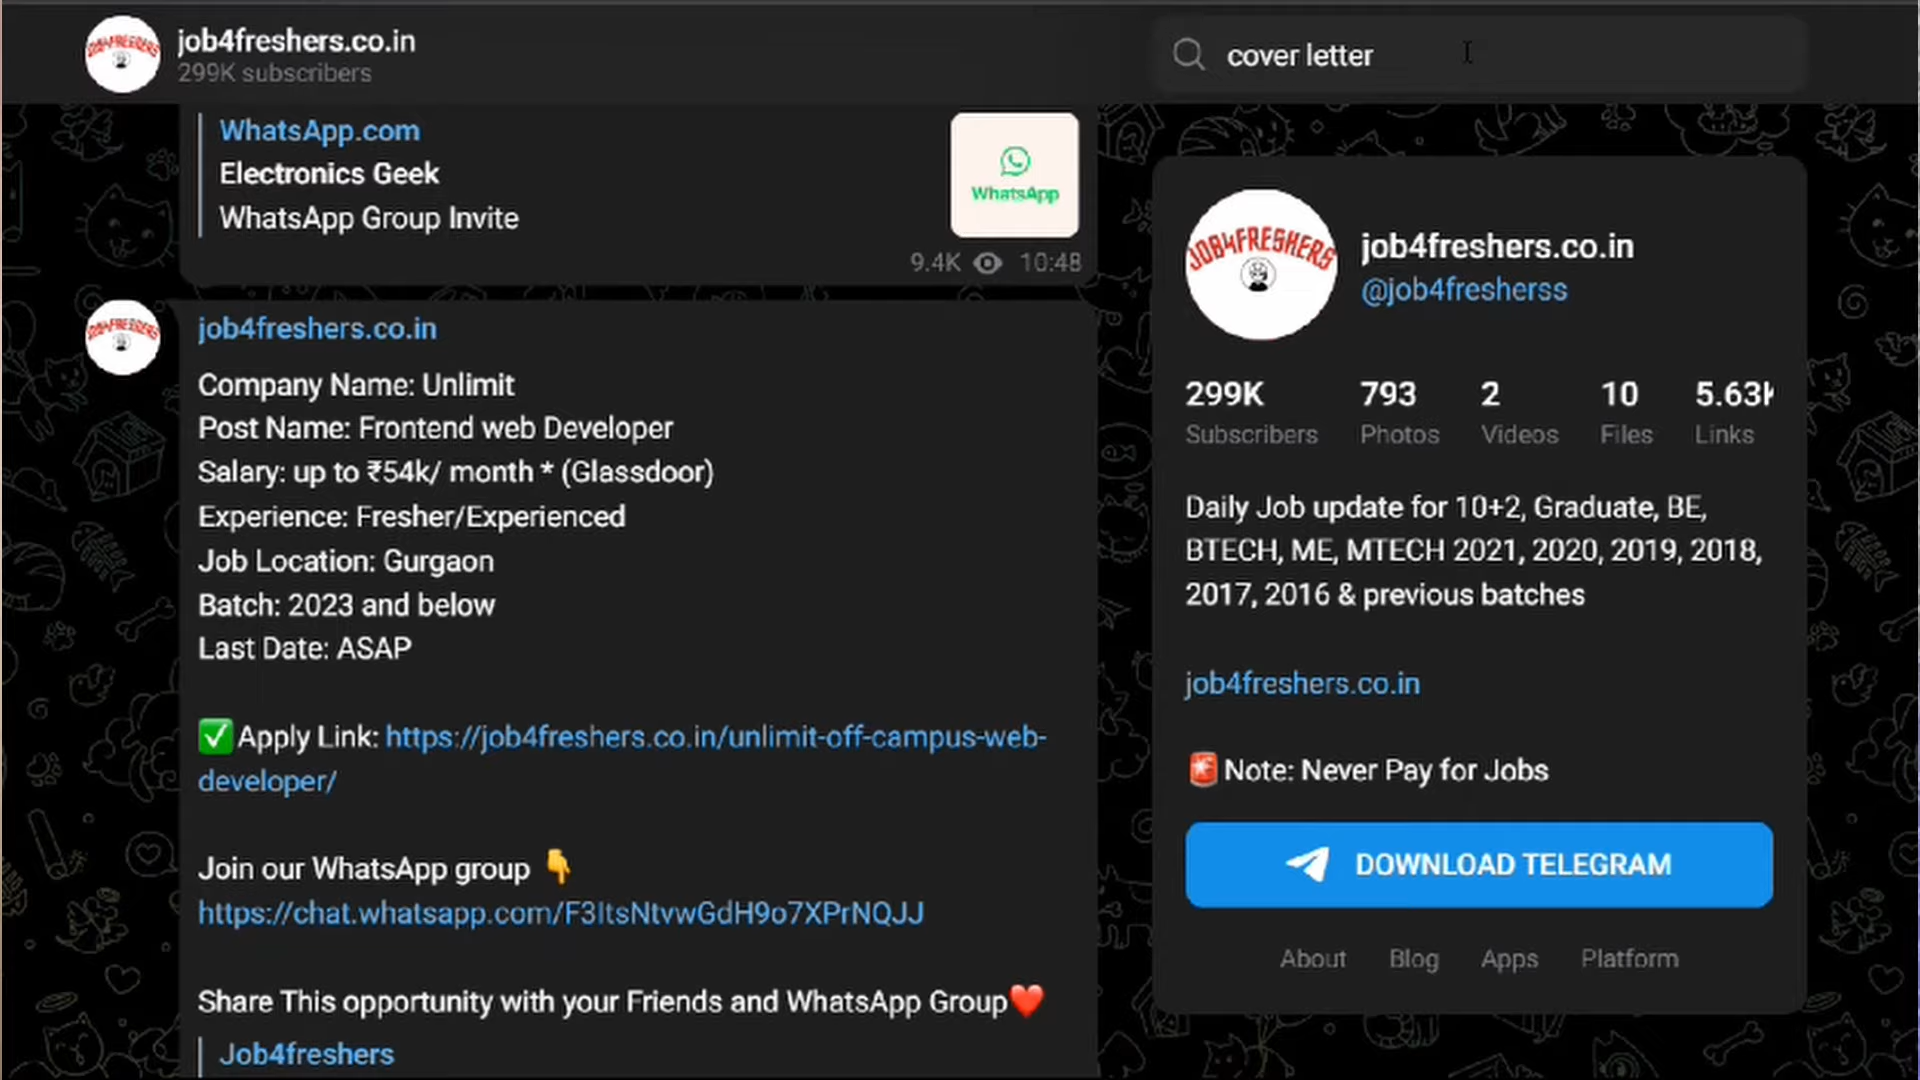 job4freshers.co.in
299K subscribers
cover letter
WhatsApp.com
Electronics Geek
WhatsApp Group Invite
WhatsApp
9.4K 10:48
job4freshers.co.in
Company Name: Unlimit
Post Name: Frontend web Developer
Salary: up to ₹54k/ month * (Glassdoor)
Experience: Fresher/Experienced
Job Location: Gurgaon
Batch: 2023 and below
Last Date: ASAP
✅Apply Link: https://job4freshers.co.in/unlimit-off-campus-web-
developer/
Join our WhatsApp group 👇
https://chat.whatsapp.com/F3ItsNtvwGdH9o7XPrNQJJ
Share This opportunity with your Friends and WhatsApp Group❤️
Job4freshers
JOB4FRESHERS
job4freshers.co.in
@job4fresherss
299K 793 2 10 5.63K
Subscribers Photos Videos Files Links
Daily Job update for 10+2, Graduate, BE,
BTECH, ME, MTECH 2021, 2020, 2019, 2018,
2017, 2016 & previous batches
job4freshers.co.in
🚨Note: Never Pay for Jobs
DOWNLOAD TELEGRAM
About Blog Apps Platform